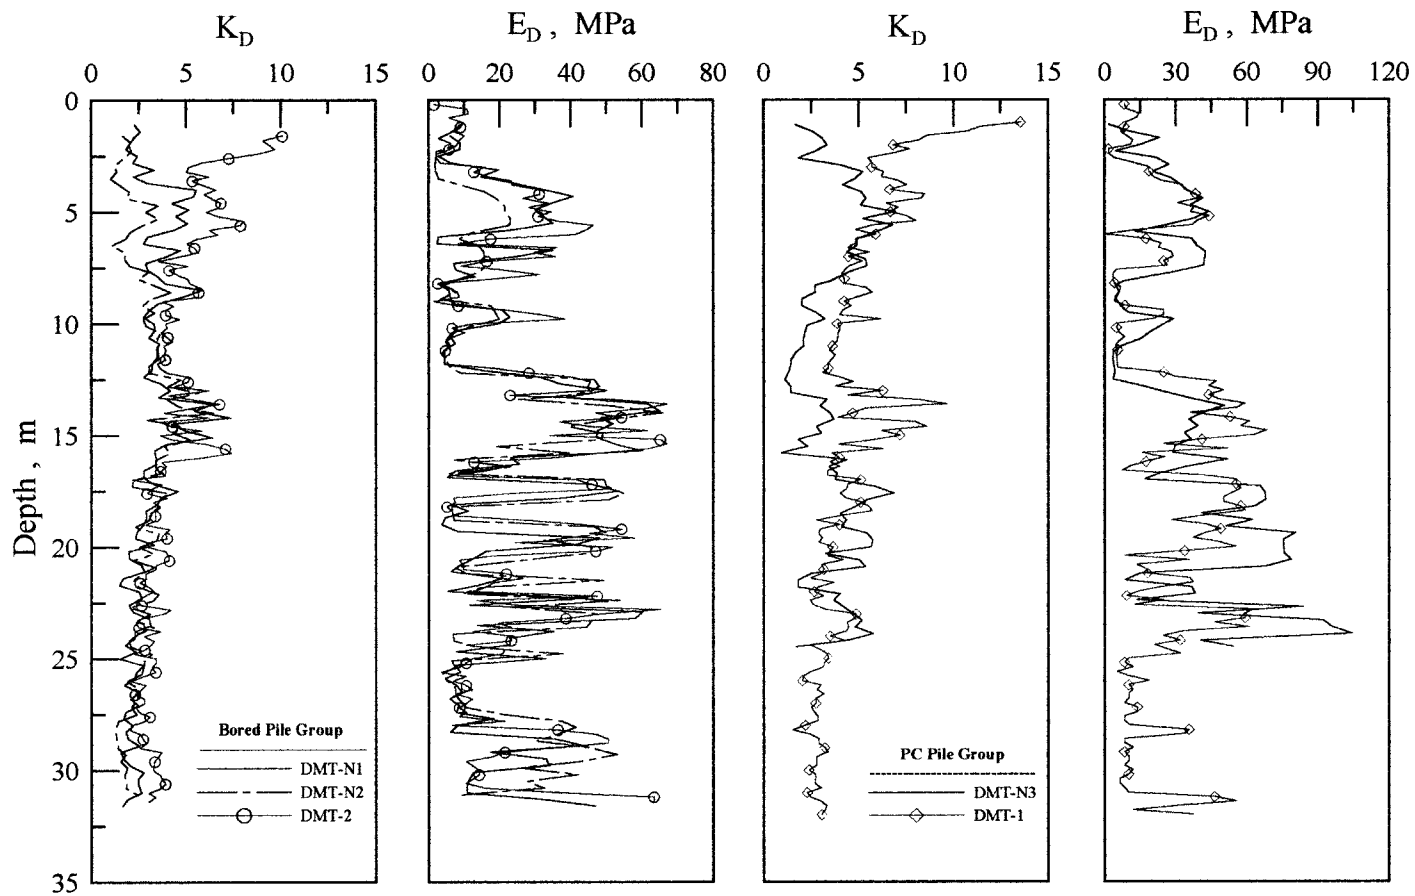 K_D
E_D , MPa
K_D
E_D , MPa
0 5 10 15
0 20 40 60 80
0 5 10 15
0 30 60 90 120
0
5
10
15
20
25
30
35
Depth , m
Bored Pile Group
DMT-N1
DMT-N2
DMT-2
PC Pile Group
DMT-N3
DMT-1